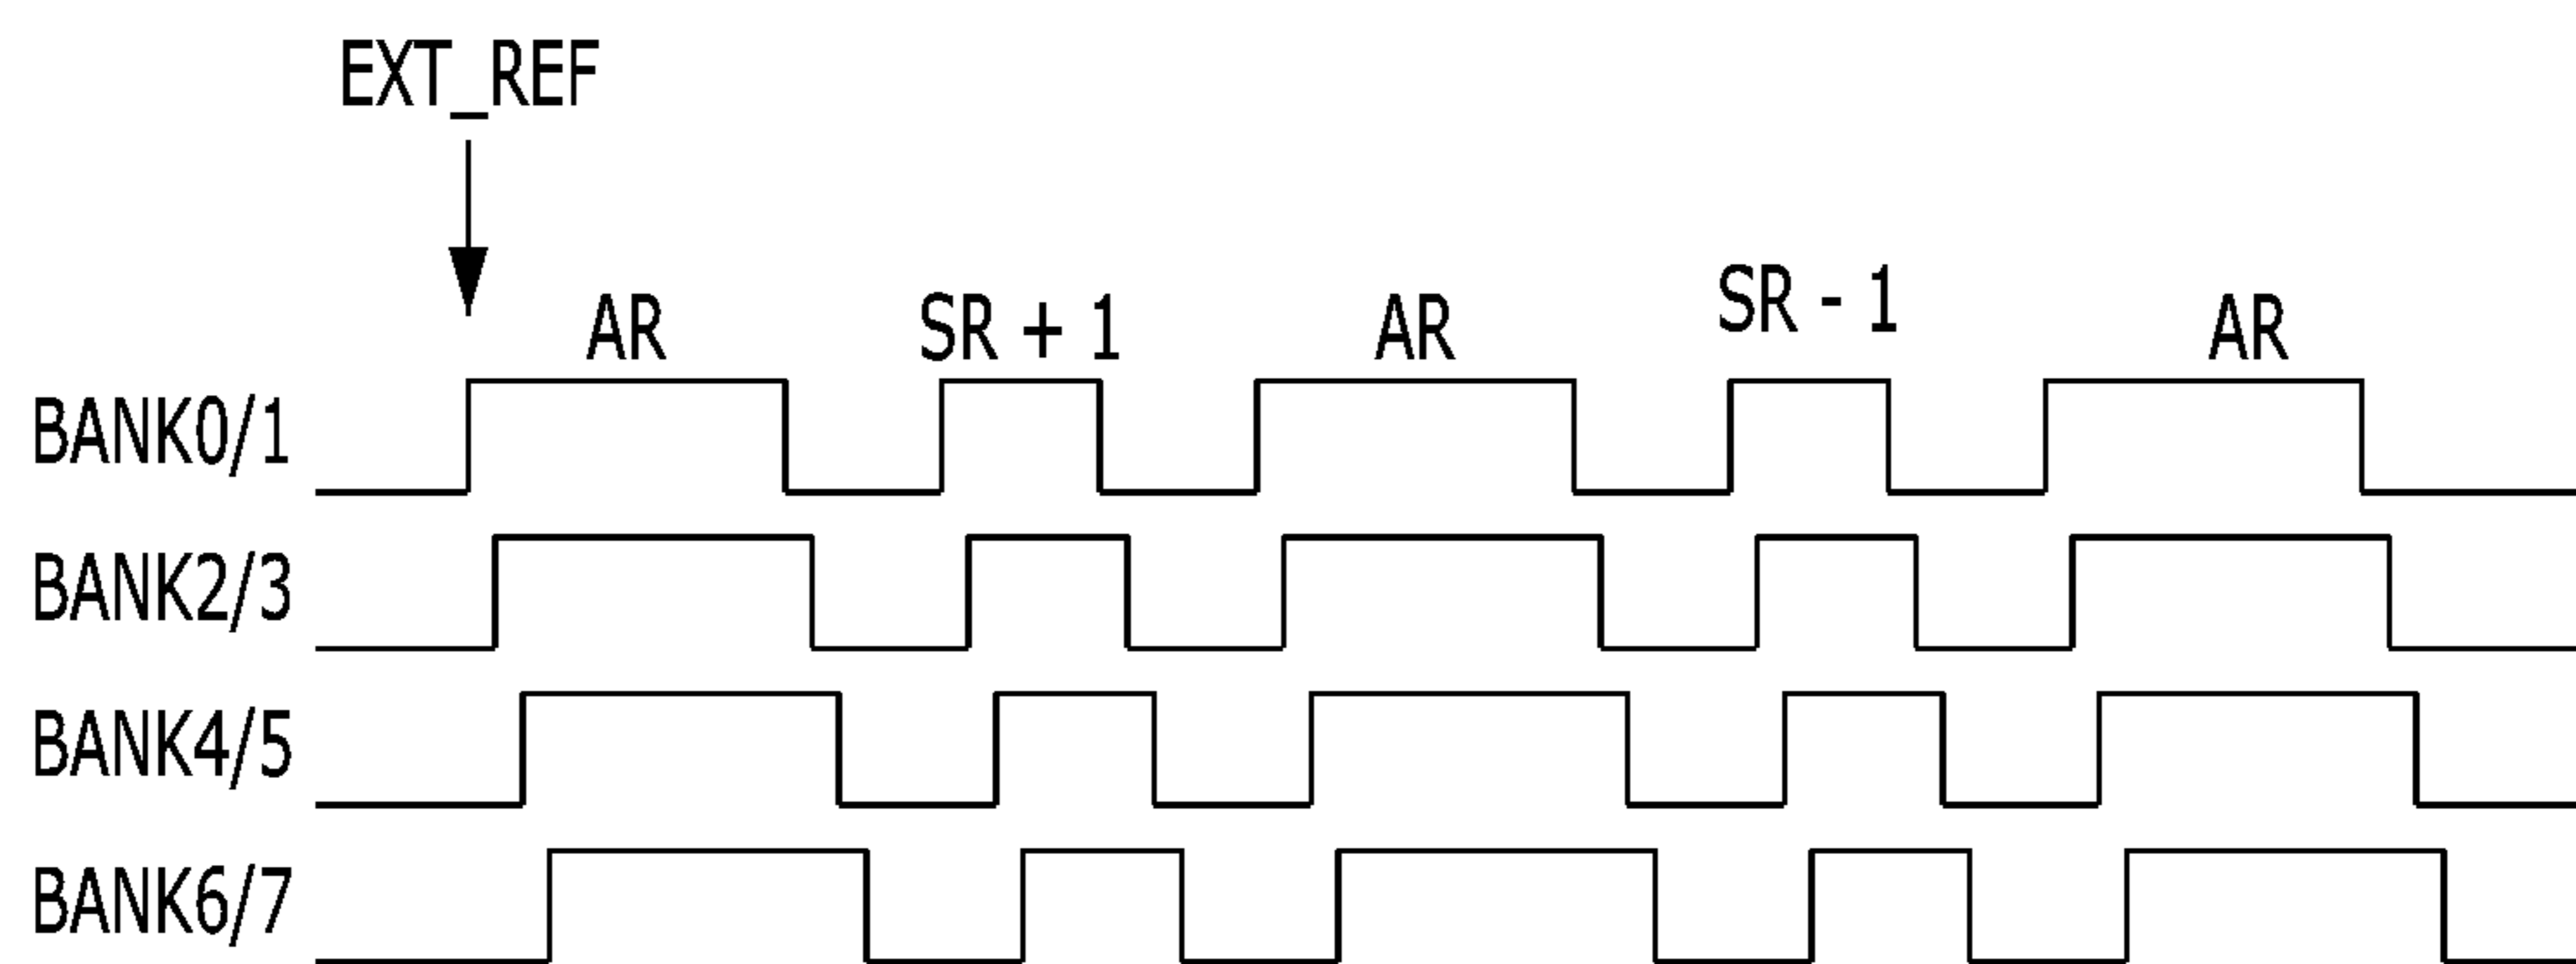 EXT_REF
AR SR + 1 AR SR - 1 AR
BANK0/1
BANK2/3
BANK4/5
BANK6/7